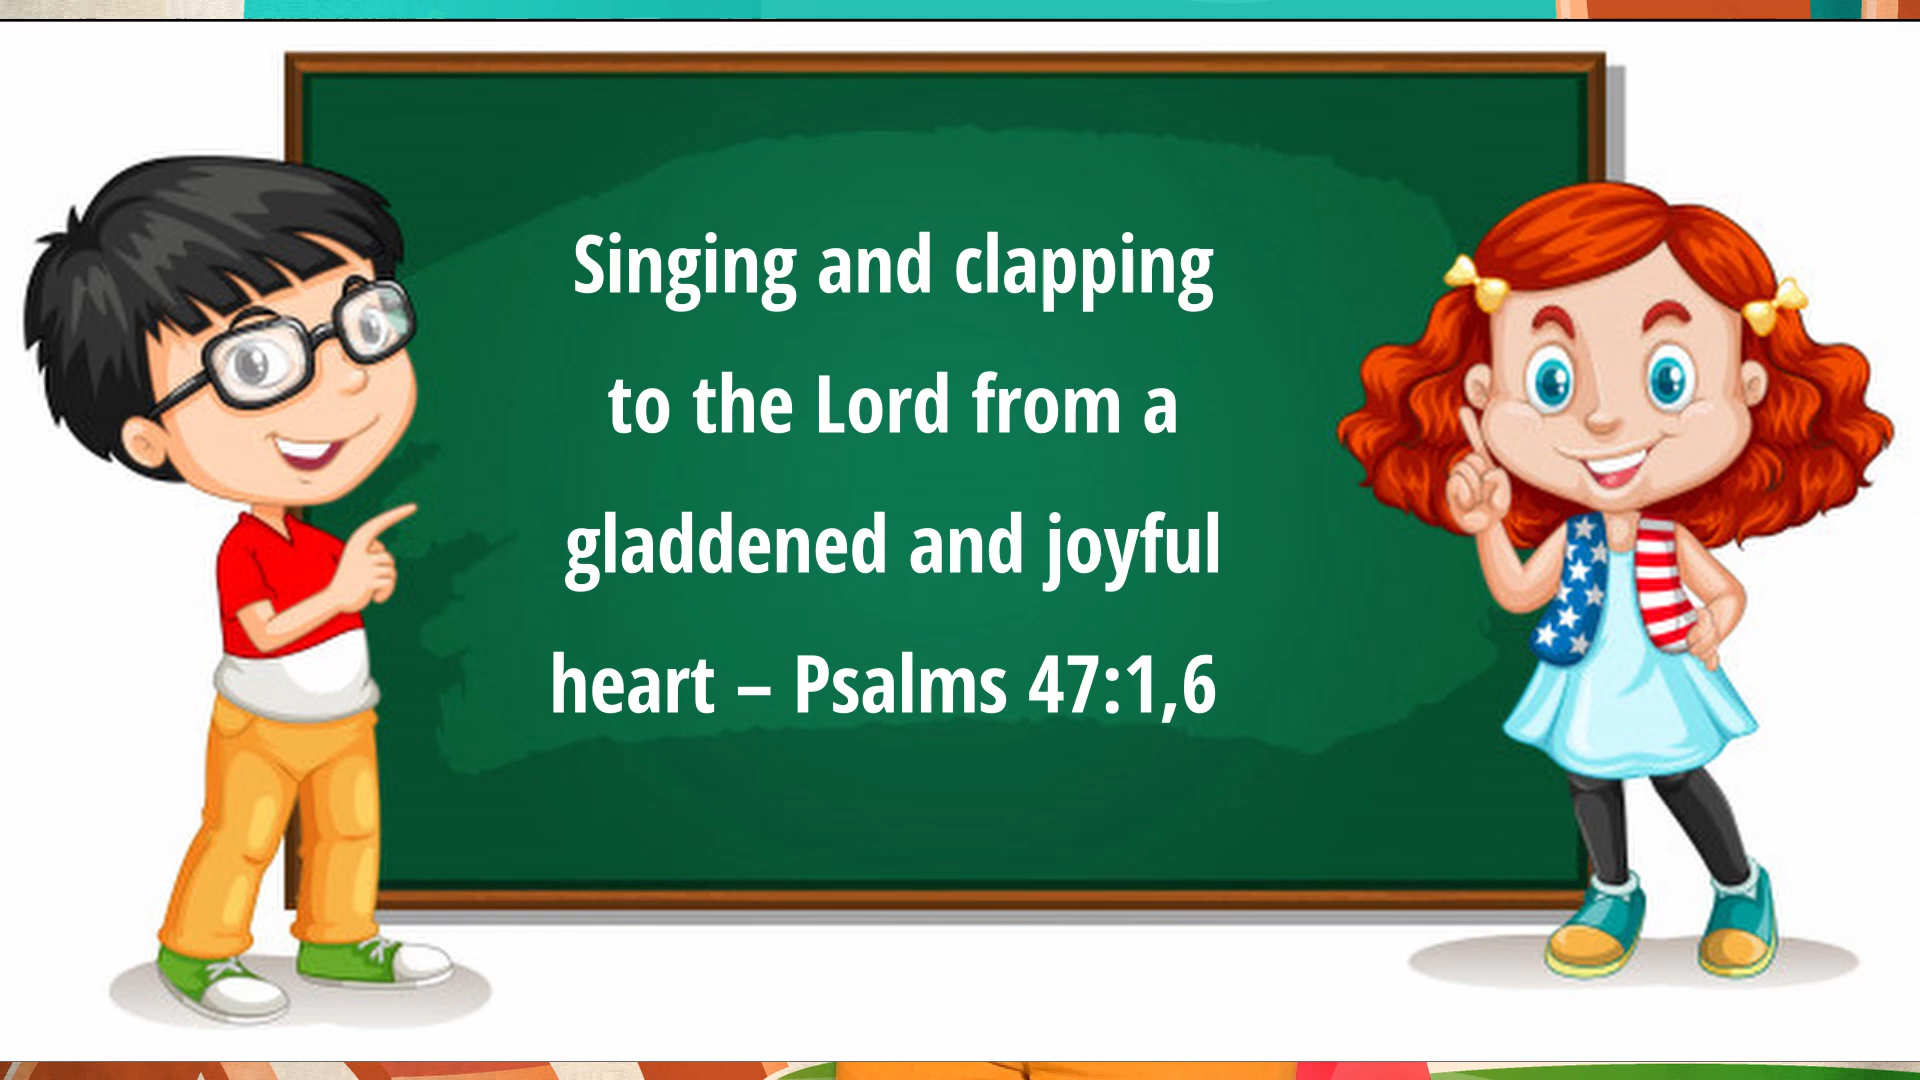 Singing and clapping
to the Lord from a
gladdened and joyful
heart – Psalms 47:1,6